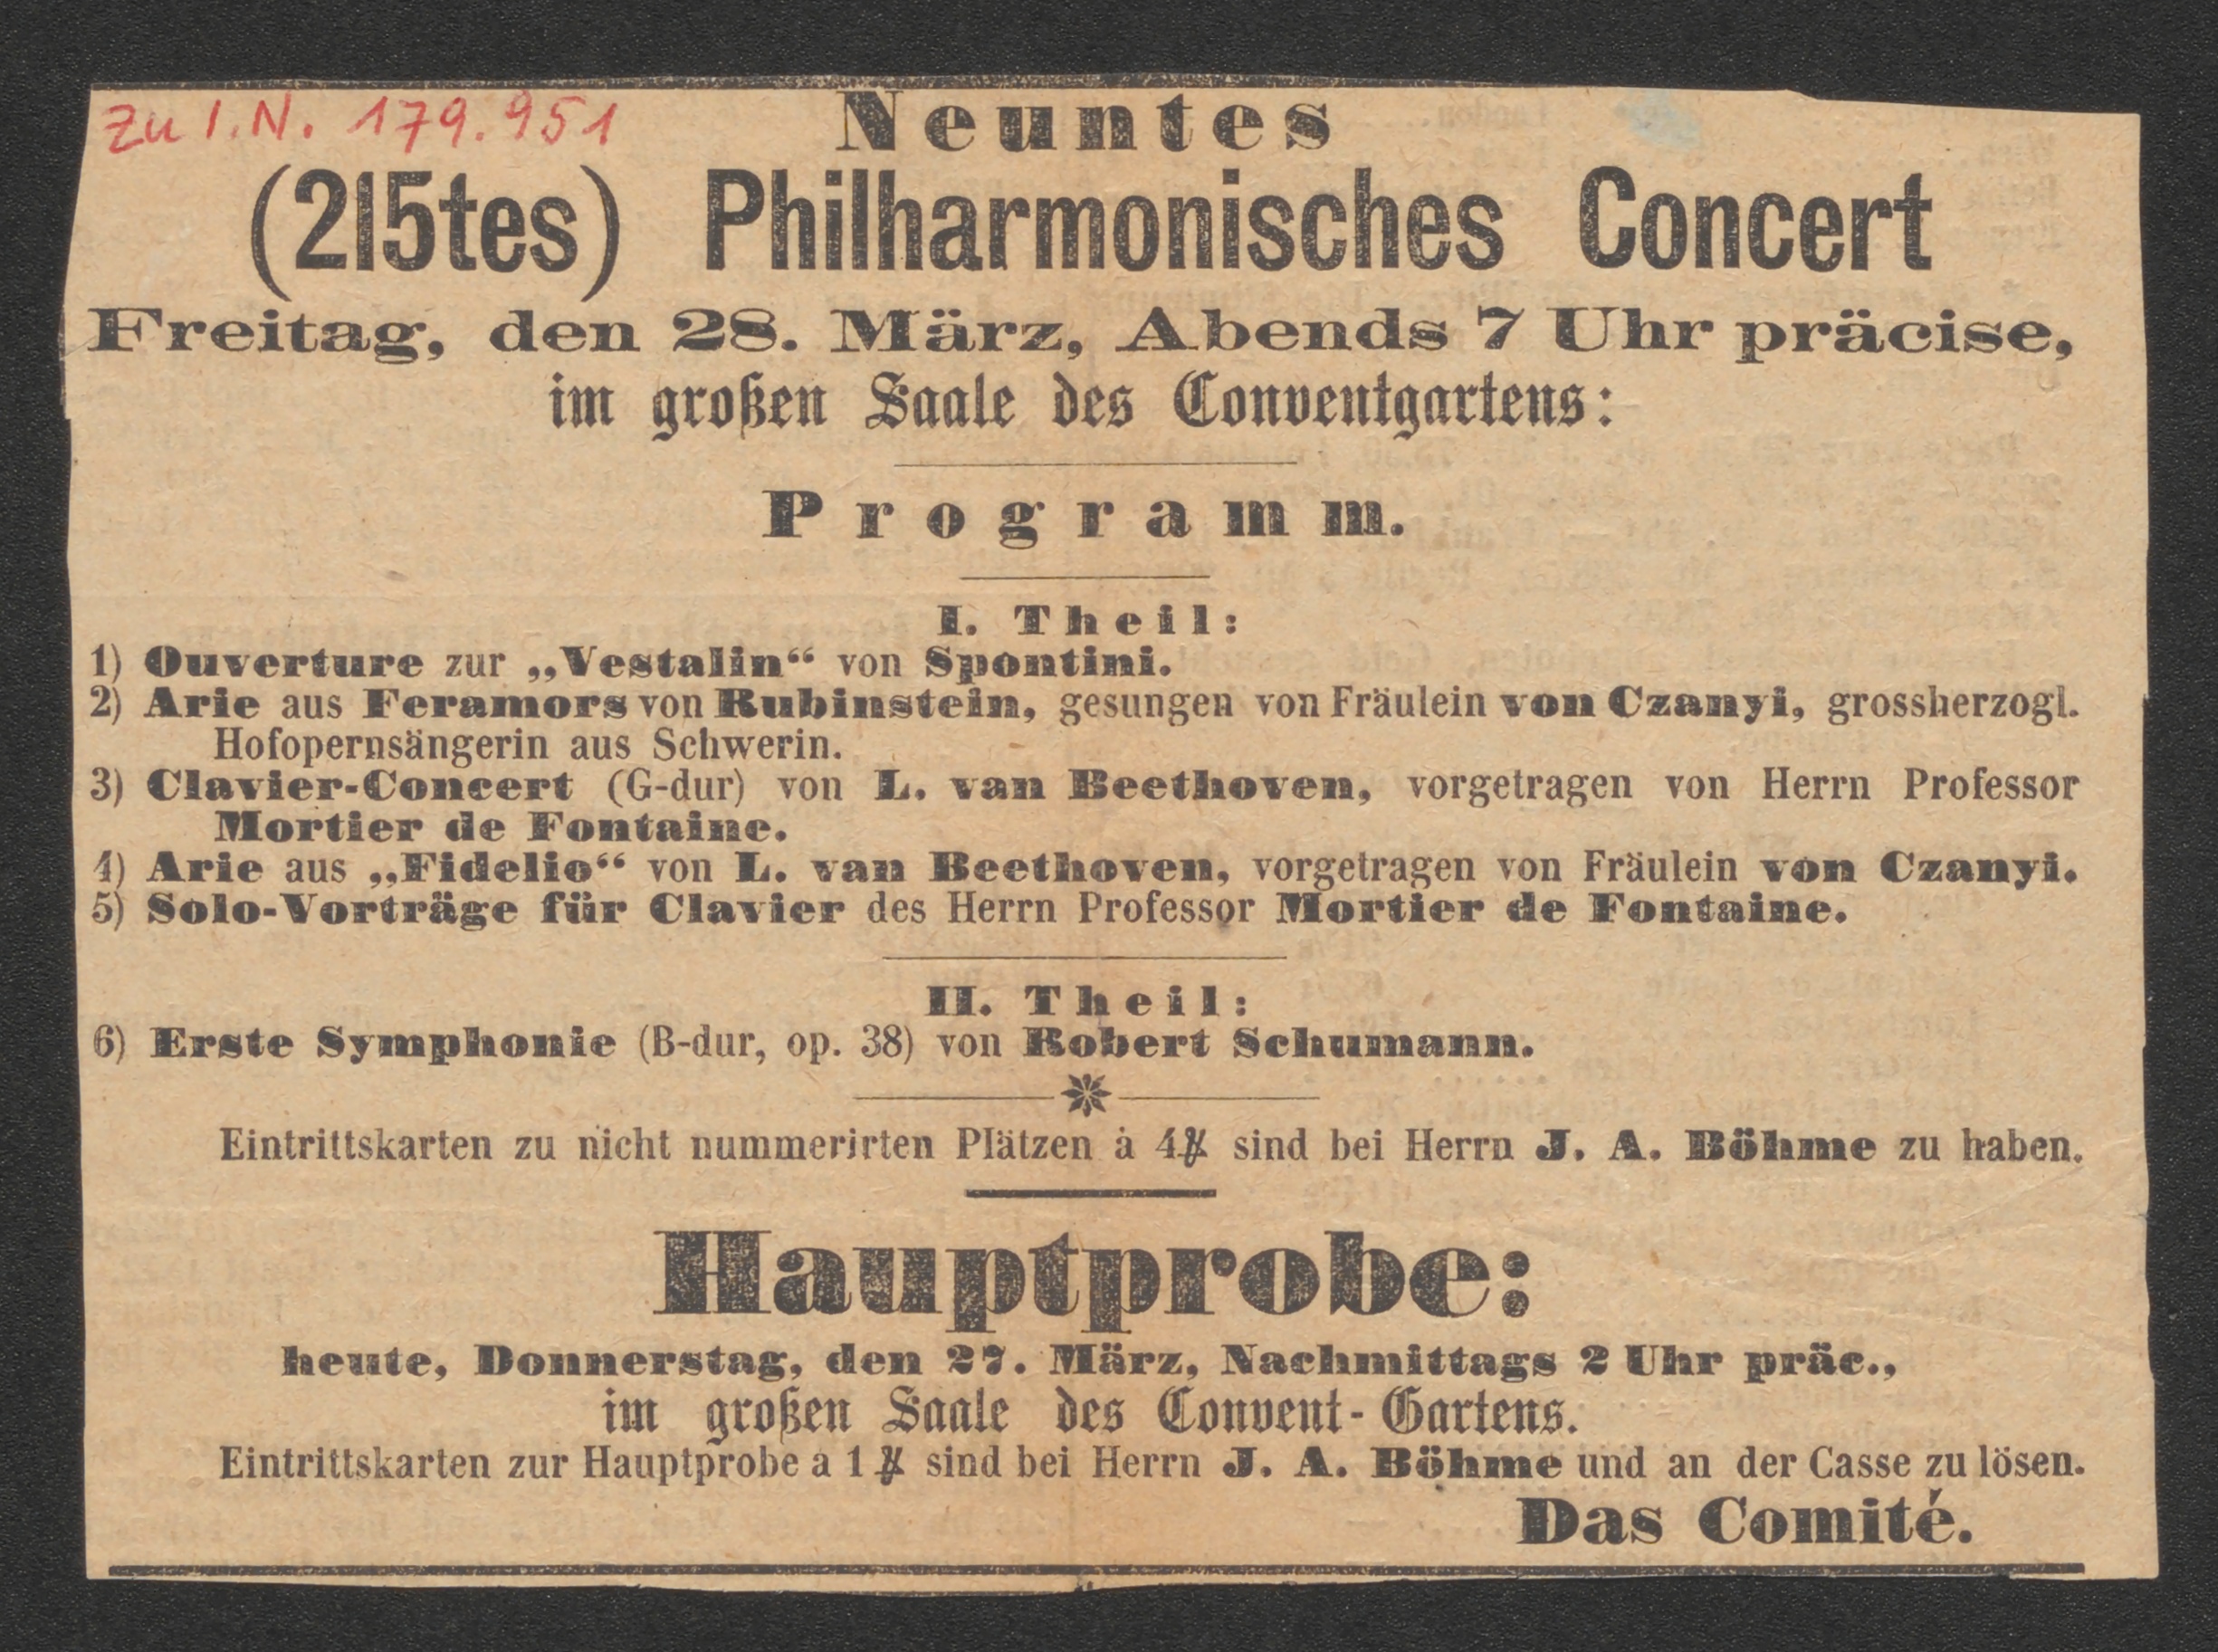 Zu I.N. 179.951
Neuntes
(215tes) Philharmonisches Concert
Freitag, den 28. März, Abends 7 Uhr präcise,
im großen Saale des Conventgartens:
Programm.
I. Theil:
1) Ouverture zur „Vestalin“ von Spontini.
2) Arie aus Feramors von Rubinstein, gesungen von Fräulein von Czanyi, grossherzogl.
Hofopernsängerin aus Schwerin.
3) Clavier-Concert (G-dur) von L. van Beethoven, vorgetragen von Herrn Professor
Mortier de Fontaine.
4) Arie aus „Fidelio“ von L. van Beethoven, vorgetragen von Fräulein von Czanyi.
5) Solo-Vorträge für Clavier des Herrn Professor Mortier de Fontaine.
II. Theil:
6) Erste Symphonie (B-dur, op. 38) von Robert Schumann.
Eintrittskarten zu nicht nummerirten Plätzen à 4 sind bei Herrn J. A. Böhme zu haben.
Hauptprobe:
heute, Donnerstag, den 27. März, Nachmittags 2 Uhr präc.,
im großen Saale des Convent-Gartens.
Eintrittskarten zur Hauptprobe a 1 sind bei Herrn J. A. Böhme und an der Casse zu lösen.
Das Comité.